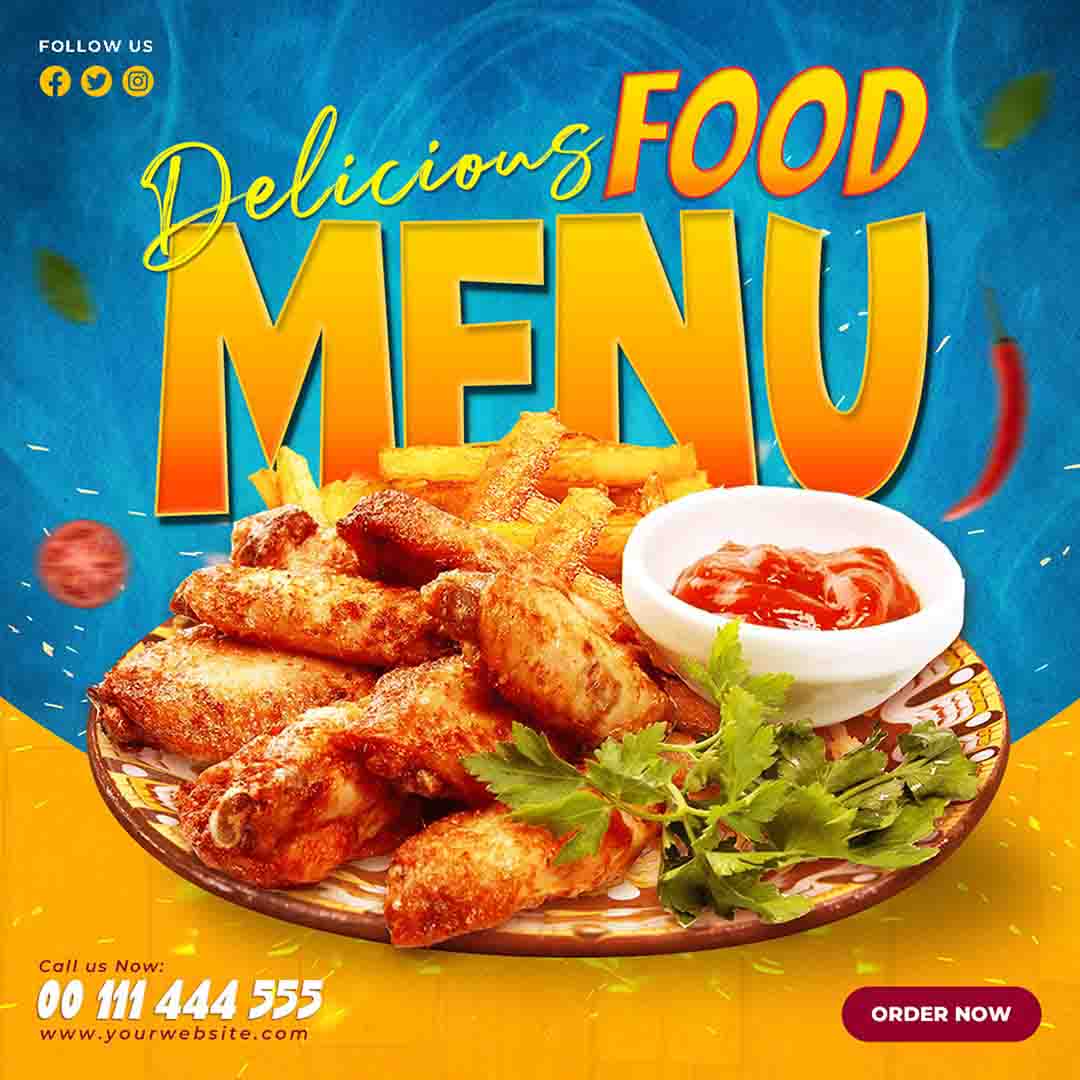 FOLLOW US
Delicious FOOD
MENU
Call us Now:
00 111 444 555
www.yourwebsite.com
ORDER NOW